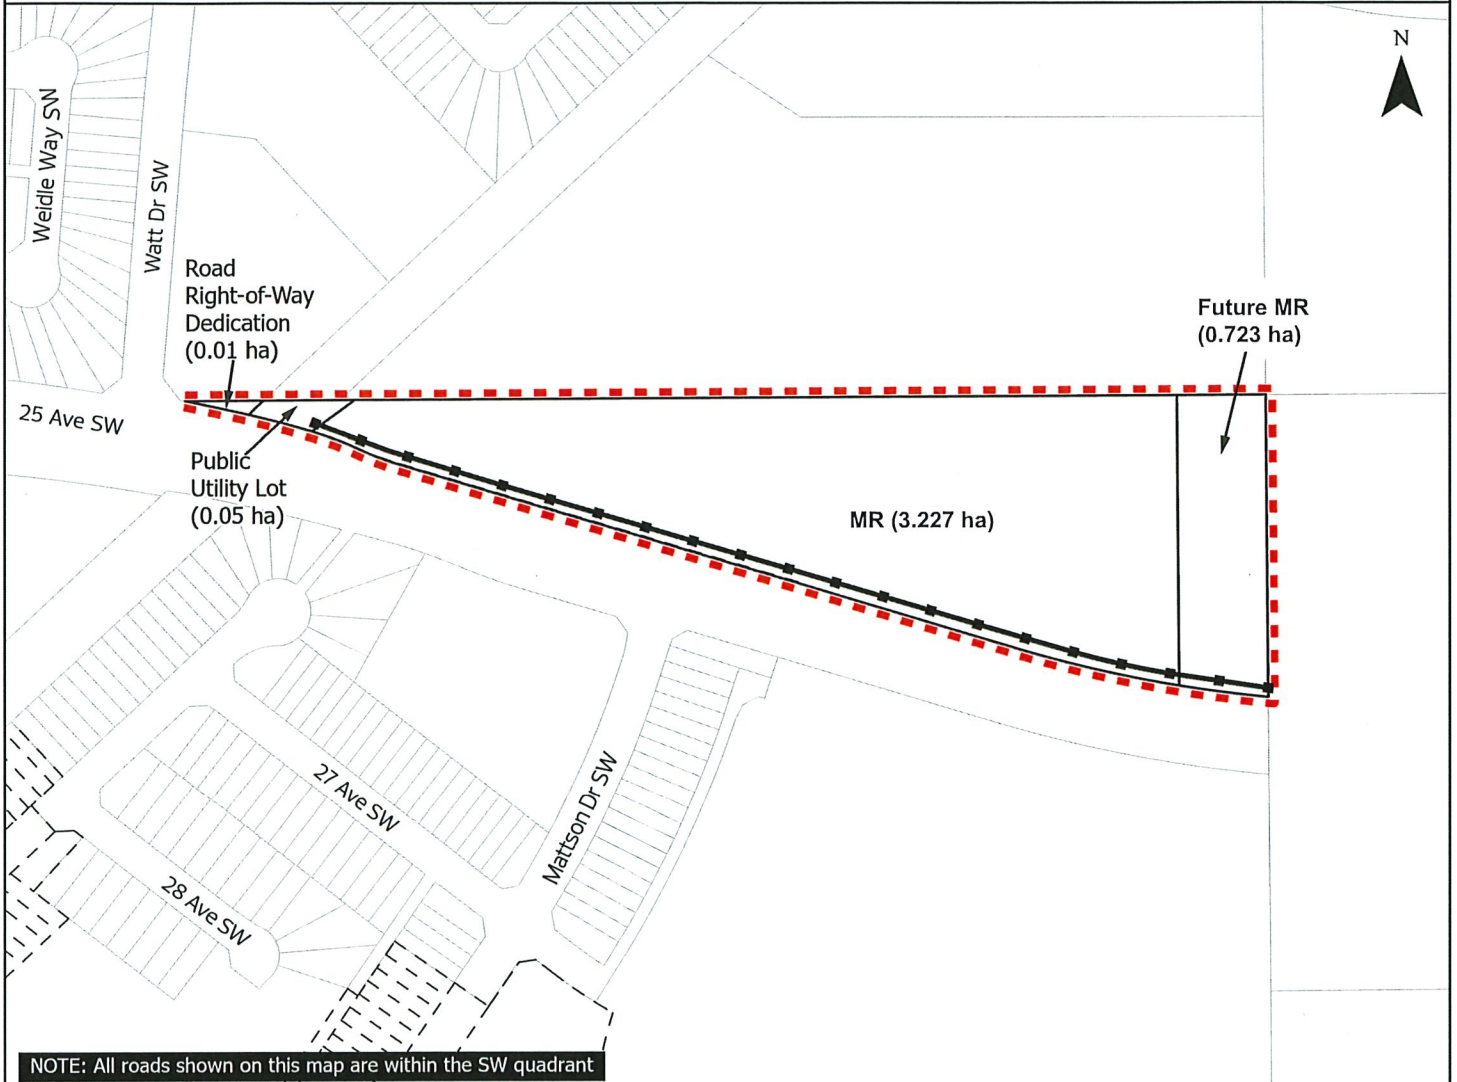 N
Weidle Way SW
Watt Dr SW
Road
Right-of-Way
Dedication
(0.01 ha)
Future MR
(0.723 ha)
25 Ave SW
Public
Utility Lot
(0.05 ha)
MR (3.227 ha)
27 Ave SW
Mattson Dr SW
28 Ave SW
NOTE: All roads shown on this map are within the SW quadrant